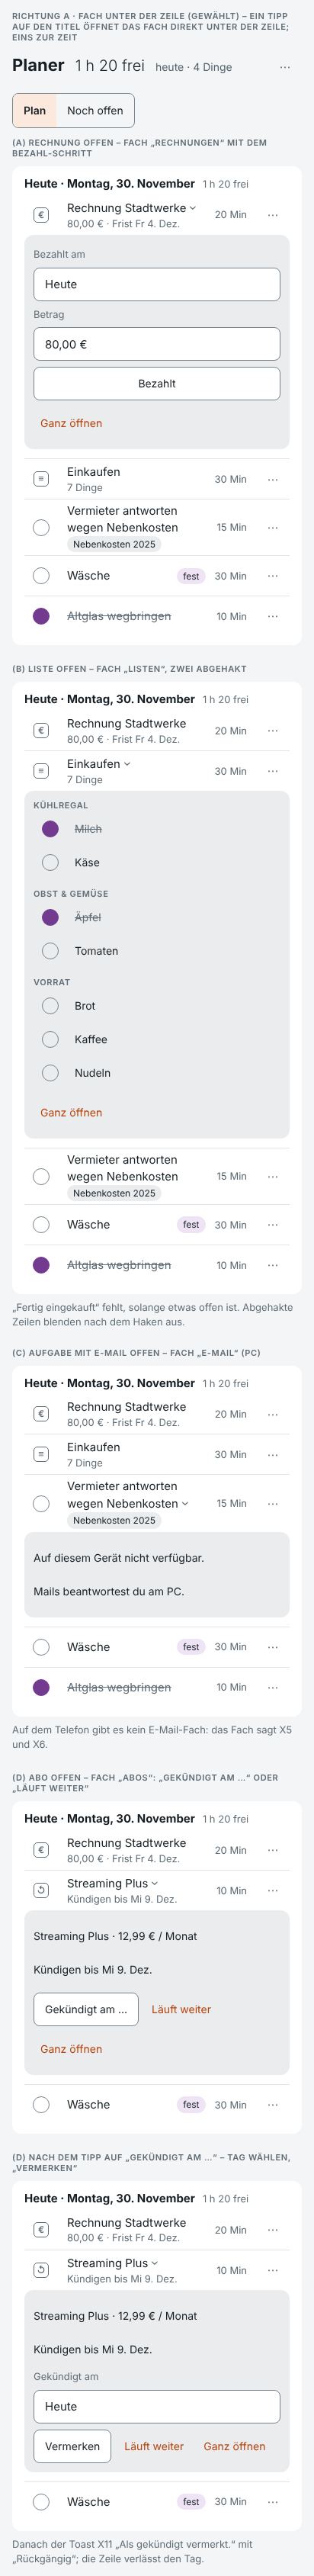 RICHTUNG A · FACH UNTER DER ZEILE (GEWÄHLT) – EIN TIPP
AUF DEN TITEL ÖFFNET DAS FACH DIREKT UNTER DER ZEILE;
EINS ZUR ZEIT
Planer 1 h 20 frei heute · 4 Dinge ...
Plan Noch offen
(A) RECHNUNG OFFEN – FACH „RECHNUNGEN“ MIT DEM
BEZAHL-SCHRITT
Heute · Montag, 30. November 1 h 20 frei
€ Rechnung Stadtwerke 20 Min ...
80,00 € · Frist Fr 4. Dez.
Bezahlt am
Heute
Betrag
80,00 €
Bezahlt
Ganz öffnen
Einkaufen 30 Min ...
7 Dinge
Vermieter antworten
wegen Nebenkosten 15 Min ...
Nebenkosten 2025
Wäsche fest 30 Min ...
Altglas wegbringen 10 Min ...
(B) LISTE OFFEN – FACH „LISTEN“, ZWEI ABGEHAKT
Heute · Montag, 30. November 1 h 20 frei
€ Rechnung Stadtwerke 20 Min ...
80,00 € · Frist Fr 4. Dez.
Einkaufen 30 Min ...
7 Dinge
KÜHLREGAL
Milch
Käse
OBST & GEMÜSE
Äpfel
Tomaten
VORRAT
Brot
Kaffee
Nudeln
Ganz öffnen
Vermieter antworten
wegen Nebenkosten 15 Min ...
Nebenkosten 2025
Wäsche fest 30 Min ...
Altglas wegbringen 10 Min ...
„Fertig eingekauft“ fehlt, solange etwas offen ist. Abgehakte
Zeilen blenden nach dem Haken aus.
(C) AUFGABE MIT E-MAIL OFFEN – FACH „E-MAIL“ (PC)
Heute · Montag, 30. November 1 h 20 frei
€ Rechnung Stadtwerke 20 Min ...
80,00 € · Frist Fr 4. Dez.
Einkaufen 30 Min ...
7 Dinge
Vermieter antworten
wegen Nebenkosten 15 Min ...
Nebenkosten 2025
Auf diesem Gerät nicht verfügbar.
Mails beantwortest du am PC.
Wäsche fest 30 Min ...
Altglas wegbringen 10 Min ...
Auf dem Telefon gibt es kein E-Mail-Fach: das Fach sagt X5
und X6.
(D) ABO OFFEN – FACH „ABOS“: „GEKÜNDIGT AM …“ ODER
„LÄUFT WEITER“
Heute · Montag, 30. November 1 h 20 frei
€ Rechnung Stadtwerke 20 Min ...
80,00 € · Frist Fr 4. Dez.
Streaming Plus 10 Min ...
Kündigen bis Mi 9. Dez.
Streaming Plus · 12,99 € / Monat
Kündigen bis Mi 9. Dez.
Gekündigt am … Läuft weiter
Ganz öffnen
Wäsche fest 30 Min ...
(D) NACH DEM TIPP AUF „GEKÜNDIGT AM …“ – TAG WÄHLEN,
„VERMERKEN“
Heute · Montag, 30. November 1 h 20 frei
€ Rechnung Stadtwerke 20 Min ...
80,00 € · Frist Fr 4. Dez.
Streaming Plus 10 Min ...
Kündigen bis Mi 9. Dez.
Streaming Plus · 12,99 € / Monat
Kündigen bis Mi 9. Dez.
Gekündigt am
Heute
Vermerken Läuft weiter Ganz öffnen
Wäsche fest 30 Min ...
Danach der Toast X11 „Als gekündigt vermerkt.“ mit
„Rückgängig“; die Zeile verlässt den Tag.